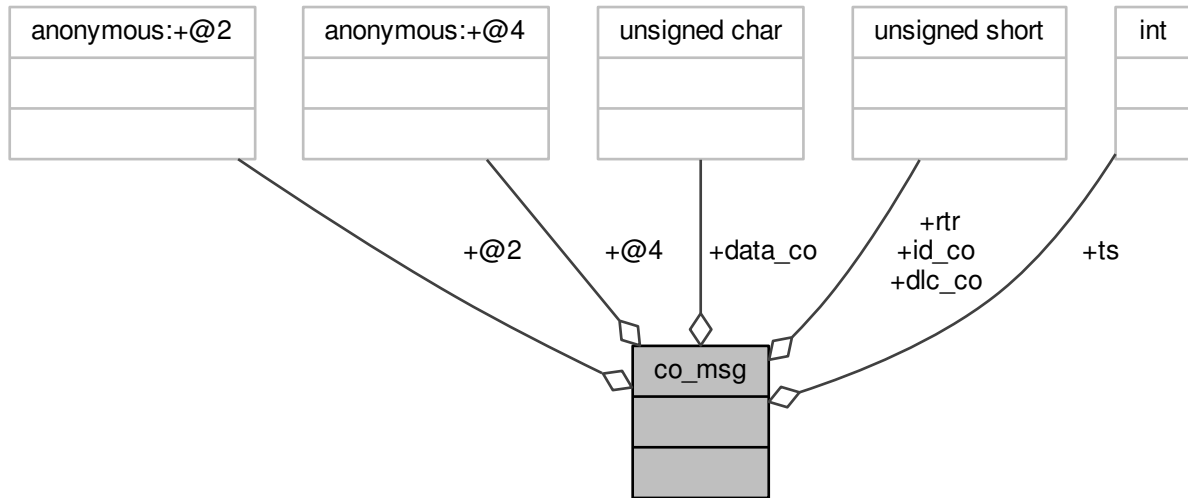 anonymous:+@2
anonymous:+@4
unsigned char
unsigned short
int
+@2
+@4
+data_co
+rtr
+id_co
+dlc_co
+ts
co_msg